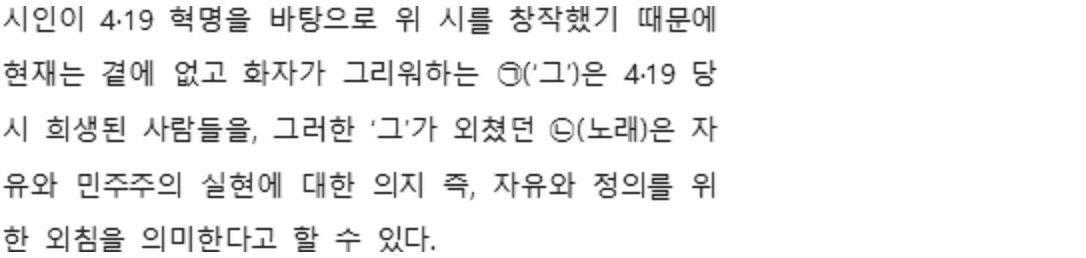 시인이 4·19 혁명을 바탕으로 위 시를 창작했기 때문에
현재는 곁에 없고 화자가 그리워하는 ㉠(‘그’)은 4·19 당
시 희생된 사람들을, 그러한 ‘그’가 외쳤던 ㉡(노래)은 자
유와 민주주의 실현에 대한 의지 즉, 자유와 정의를 위
한 외침을 의미한다고 할 수 있다.